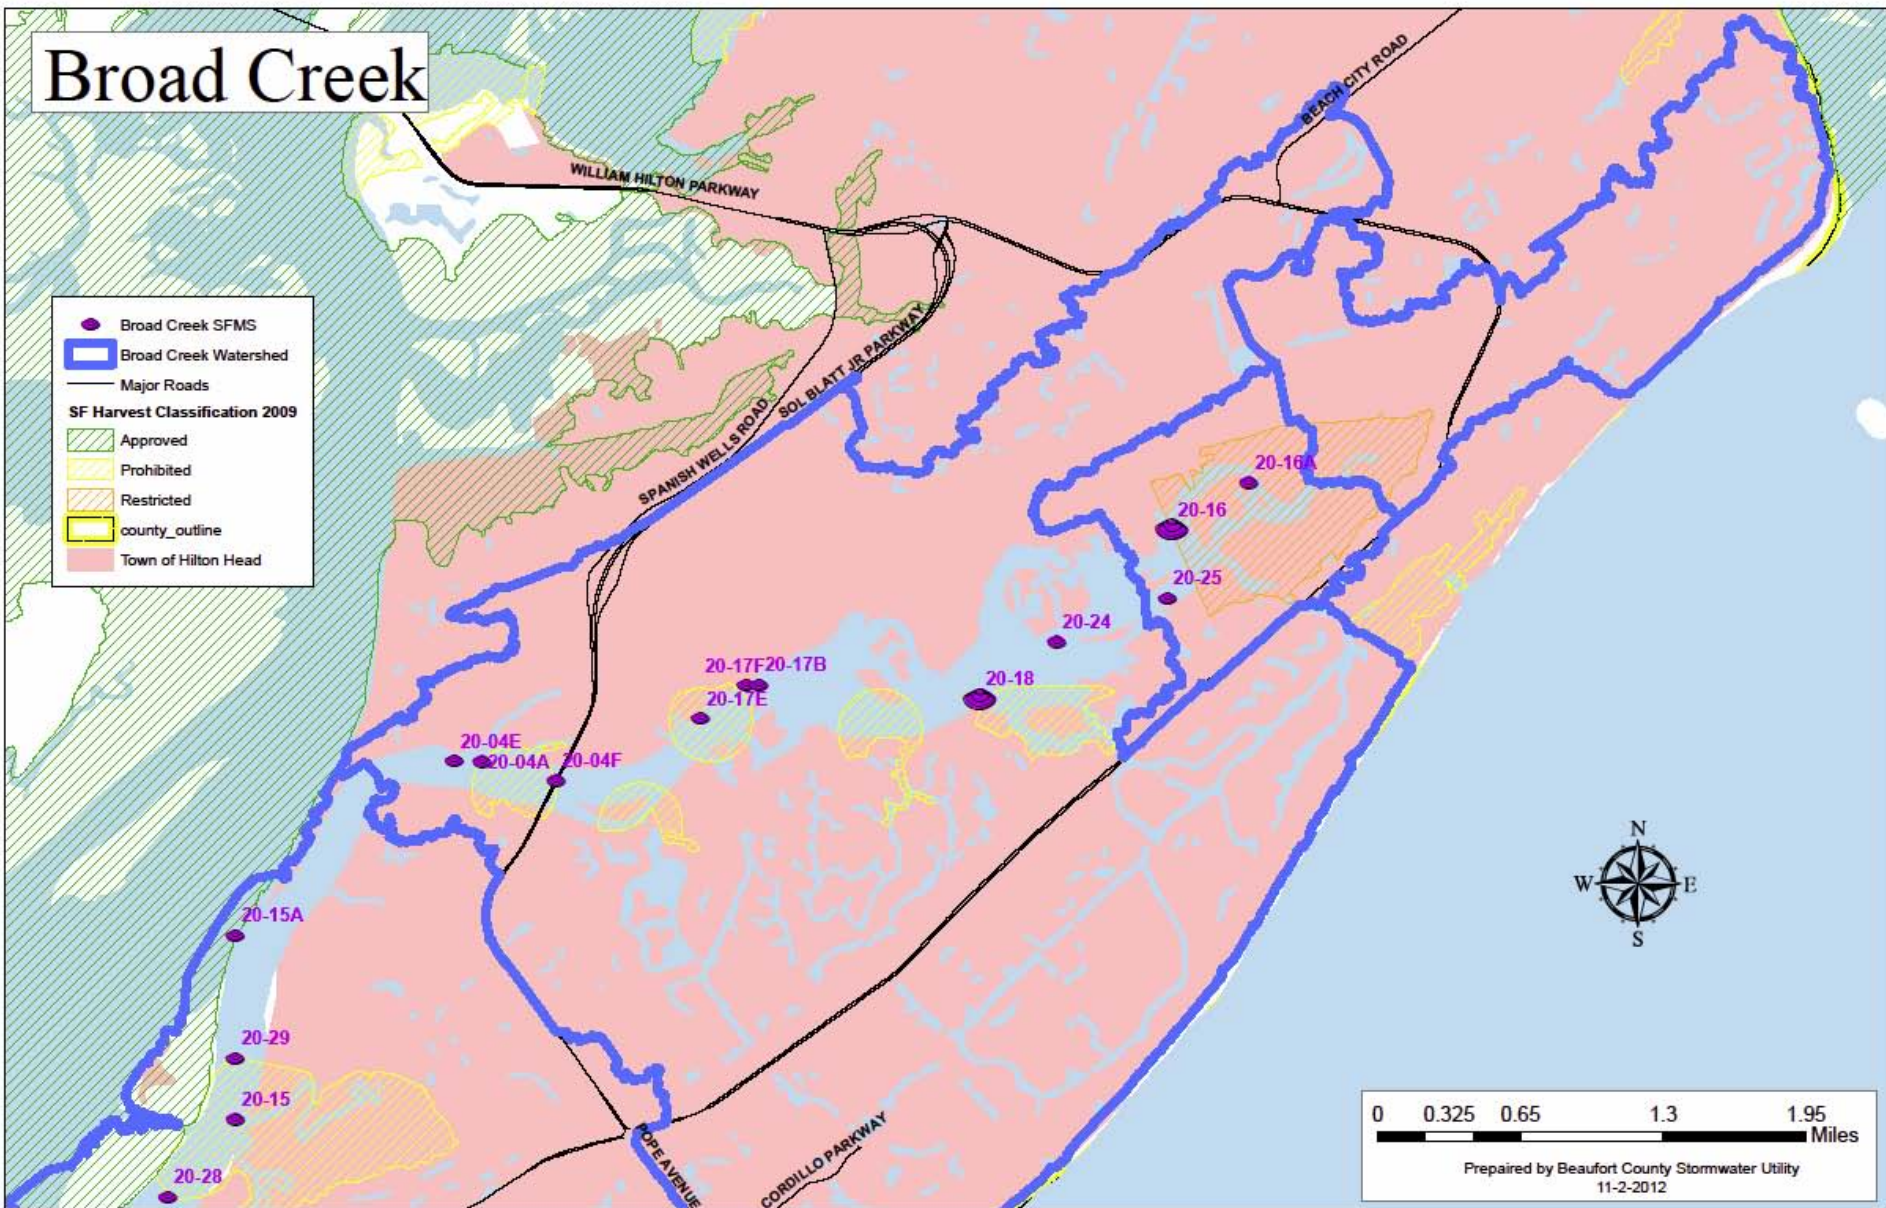 Broad Creek
BEACH CITY ROAD
WILLIAM HILTON PARKWAY
Broad Creek SFMS
Broad Creek Watershed
Major Roads
SF Harvest Classification 2009
Approved
Prohibited
Restricted
county_outline
Town of Hilton Head
SOL BLATT JR PARKWAY
SPANISH WELLS ROAD
20-16A
20-16
20-25
20-24
20-17F
20-17B
20-18
20-17E
20-04E
20-04A
20-04F
N
W
E
S
20-15A
20-29
20-15
20-28
POPE AVENUE
CORDILLO PARKWAY
0 0.325 0.65 1.3 1.95
Miles
Prepaired by Beaufort County Stormwater Utility
11-2-2012